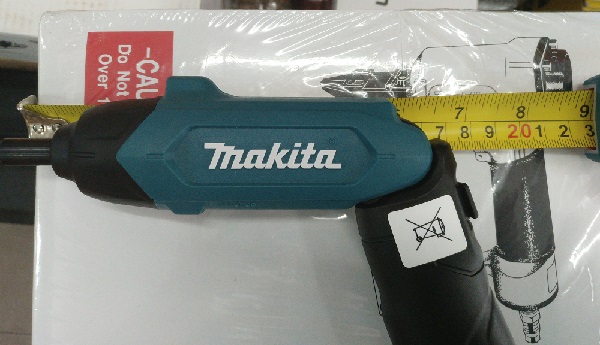 -CAU
Do Not
Over 1
makita
7 8 9
7 8 9 20 1 2 3